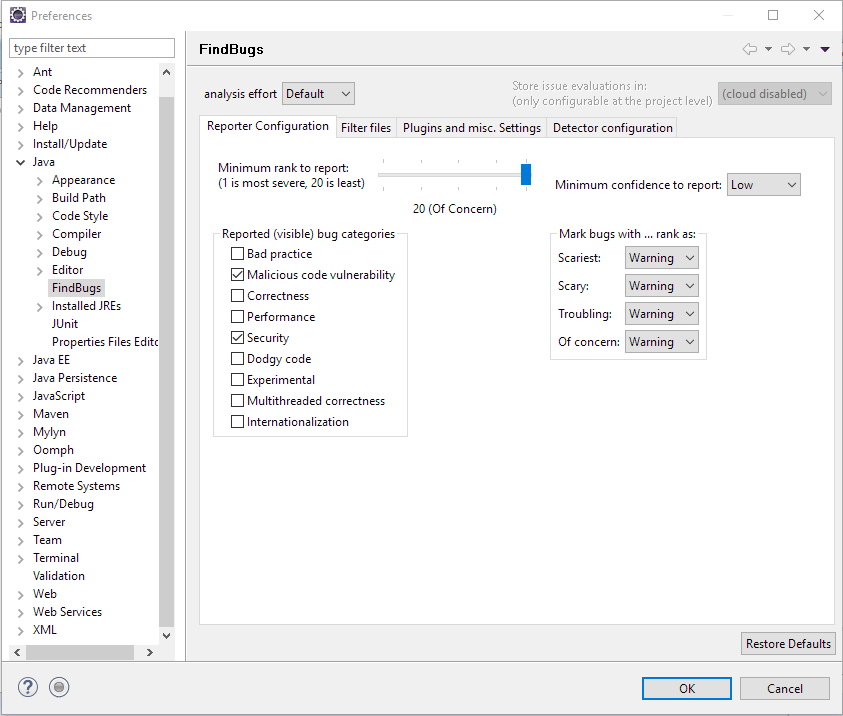 Preferences
type filter text
Ant
Code Recommenders
Data Management
Help
Install/Update
Java
Appearance
Build Path
Code Style
Compiler
Debug
Editor
FindBugs
Installed JREs
JUnit
Properties Files Edito
Java EE
Java Persistence
JavaScript
Maven
Mylyn
Oomph
Plug-in Development
Remote Systems
Run/Debug
Server
Team
Terminal
Validation
Web
Web Services
XML
FindBugs
analysis effort Default
Store issue evaluations in:
(only configurable at the project level) (cloud disabled)
Reporter Configuration Filter files Plugins and misc. Settings Detector configuration
Minimum rank to report:
(1 is most severe, 20 is least)
20 (Of Concern)
Minimum confidence to report: Low
Reported (visible) bug categories
Bad practice
Malicious code vulnerability
Correctness
Performance
Security
Dodgy code
Experimental
Multithreaded correctness
Internationalization
Mark bugs with ... rank as:
Scariest: Warning
Scary: Warning
Troubling: Warning
Of concern: Warning
Restore Defaults
?
OK Cancel